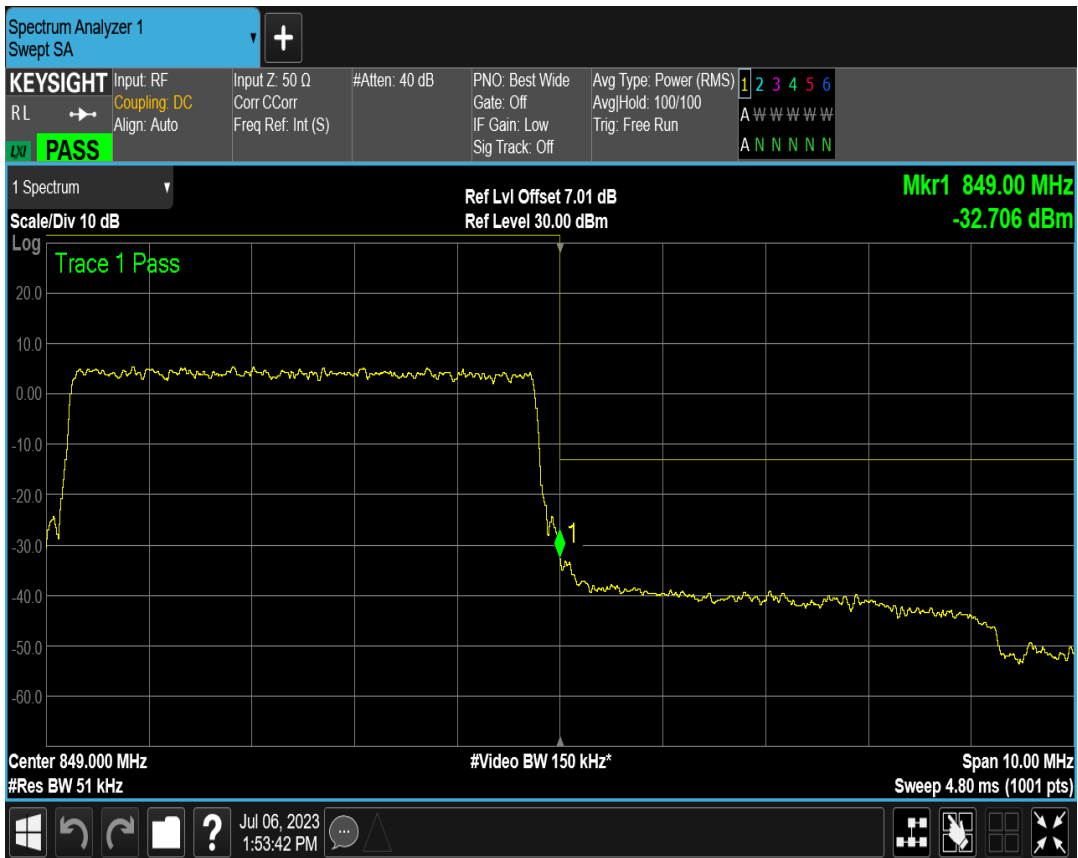 Spectrum Analyzer 1
Swept SA
+
KEYSIGHT
RL
LXI
PASS
Input: RF
Coupling: DC
Align: Auto
Input Z: 50 Ω
Corr CCorr
Freq Ref: Int (S)
#Atten: 40 dB
PNO: Best Wide
Gate: Off
IF Gain: Low
Sig Track: Off
Avg Type: Power (RMS)
Avg|Hold: 100/100
Trig: Free Run
1 2 3 4 5 6
A W W W W W
A N N N N N
1 Spectrum
Scale/Div 10 dB
Ref Lvl Offset 7.01 dB
Ref Level 30.00 dBm
Mkr1 849.00 MHz
-32.706 dBm
Log
Trace 1 Pass
20.0
10.0
0.00
-10.0
-20.0
-30.0
-40.0
-50.0
-60.0
1
Center 849.000 MHz
#Res BW 51 kHz
#Video BW 150 kHz*
Span 10.00 MHz
Sweep 4.80 ms (1001 pts)
?
Jul 06, 2023
1:53:42 PM